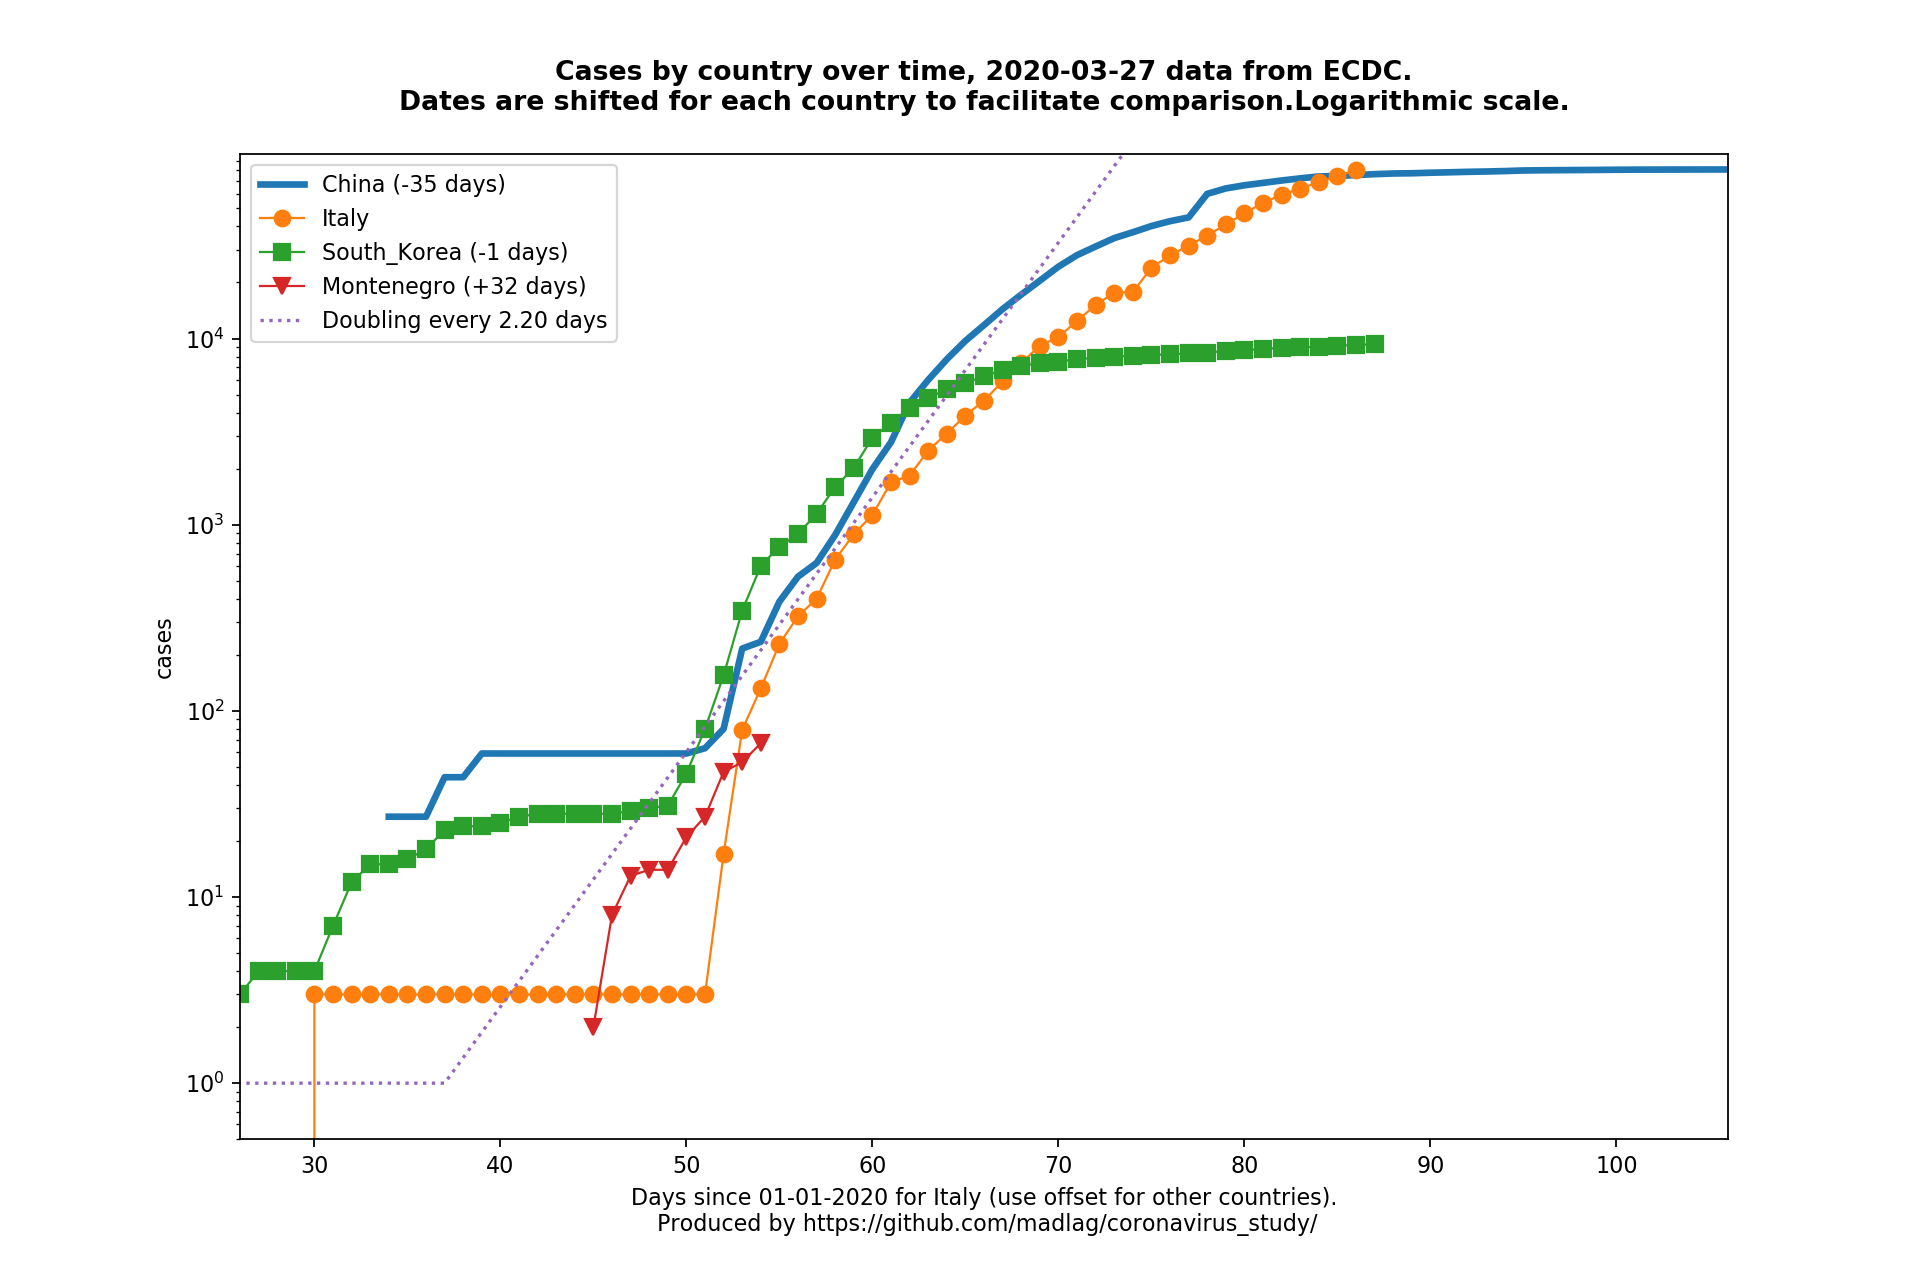 Cases by country over time, 2020-03-27 data from ECDC.
Dates are shifted for each country to facilitate comparison.Logarithmic scale.
China (-35 days)
Italy
South_Korea (-1 days)
Montenegro (+32 days)
Doubling every 2.20 days
cases
10⁴
10³
10²
10¹
10⁰
30 40 50 60 70 80 90 100
Days since 01-01-2020 for Italy (use offset for other countries).
Produced by https://github.com/madlag/coronavirus_study/